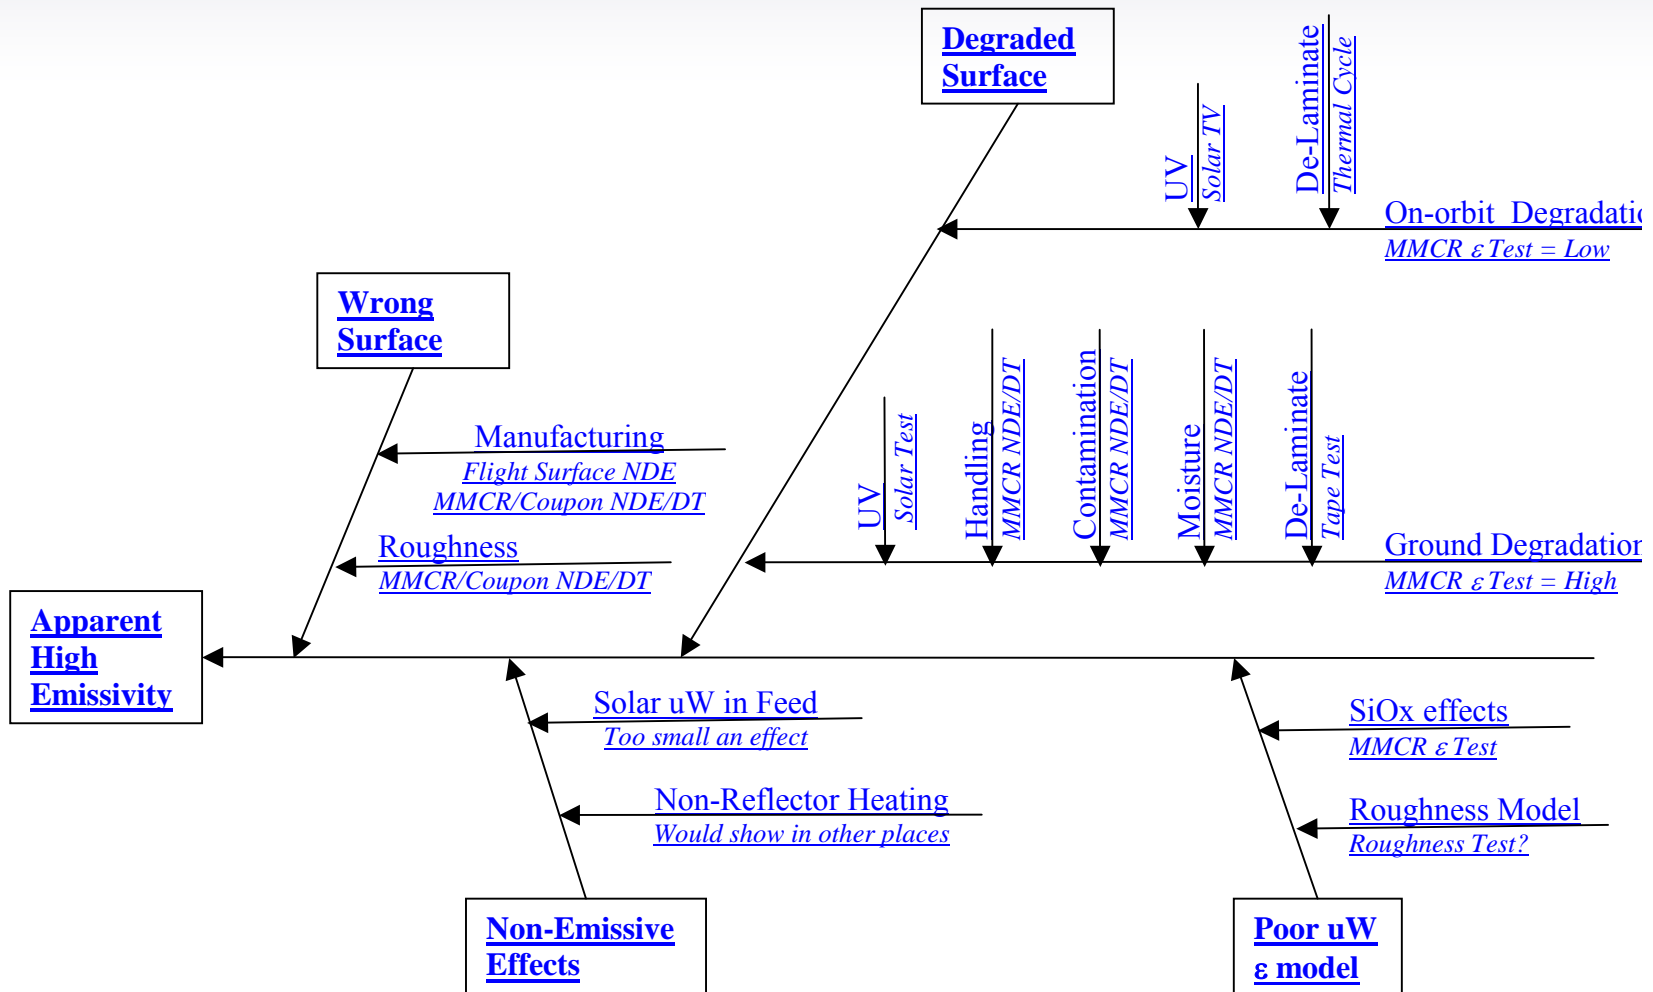 Degraded
Surface
UV
Solar TV
De-Laminate
Thermal Cycle
On-orbit Degradatic
MMCR ε Test = Low
Wrong
Surface
Manufacturing
Flight Surface NDE
MMCR/Coupon NDE/DT
Roughness
MMCR/Coupon NDE/DT
UV
Solar Test
Handling
MMCR NDE/DT
Contamination
MMCR NDE/DT
Moisture
MMCR NDE/DT
De-Laminate
Tape Test
Ground Degradation
MMCR ε Test = High
Apparent
High
Emissivity
Solar uW in Feed
Too small an effect
Non-Reflector Heating
Would show in other places
SiOx effects
MMCR ε Test
Roughness Model
Roughness Test?
Non-Emissive
Effects
Poor uW
ε model